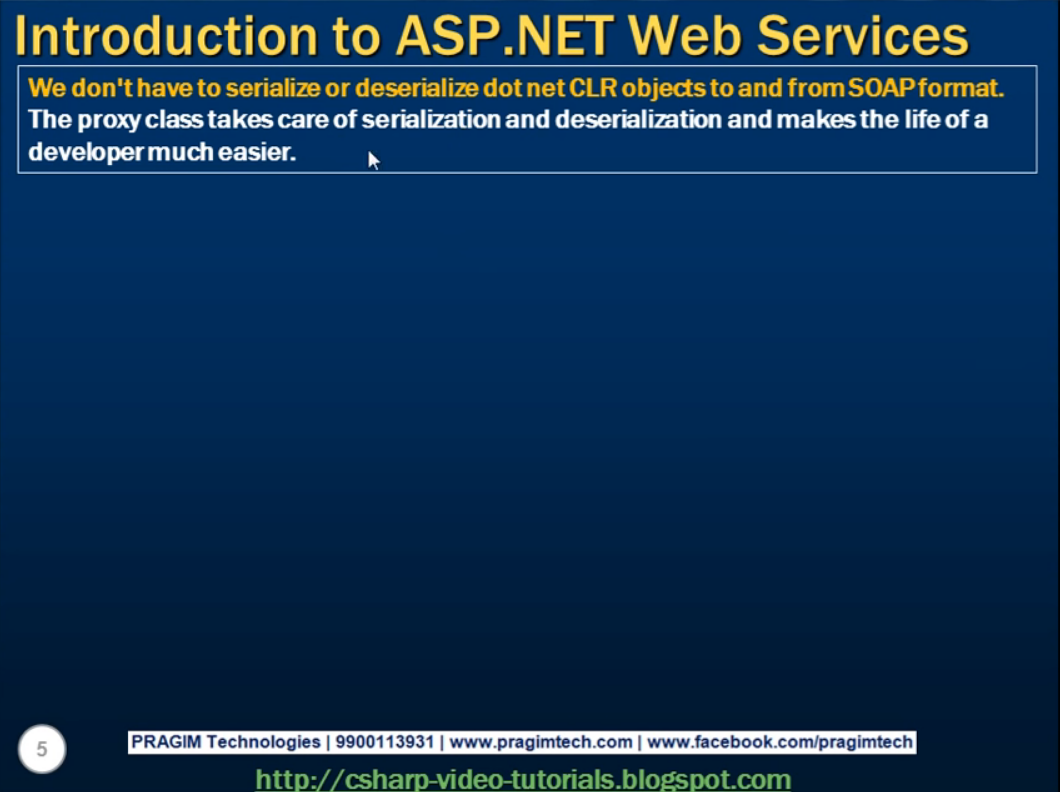 Introduction to ASP.NET Web Services
We don't have to serialize or deserialize dot net CLR objects to and from SOAP format.
The proxy class takes care of serialization and deserialization and makes the life of a
developer much easier.
5
PRAGIM Technologies | 9900113931 | www.pragimtech.com | www.facebook.com/pragimtech
http://csharp-video-tutorials.blogspot.com